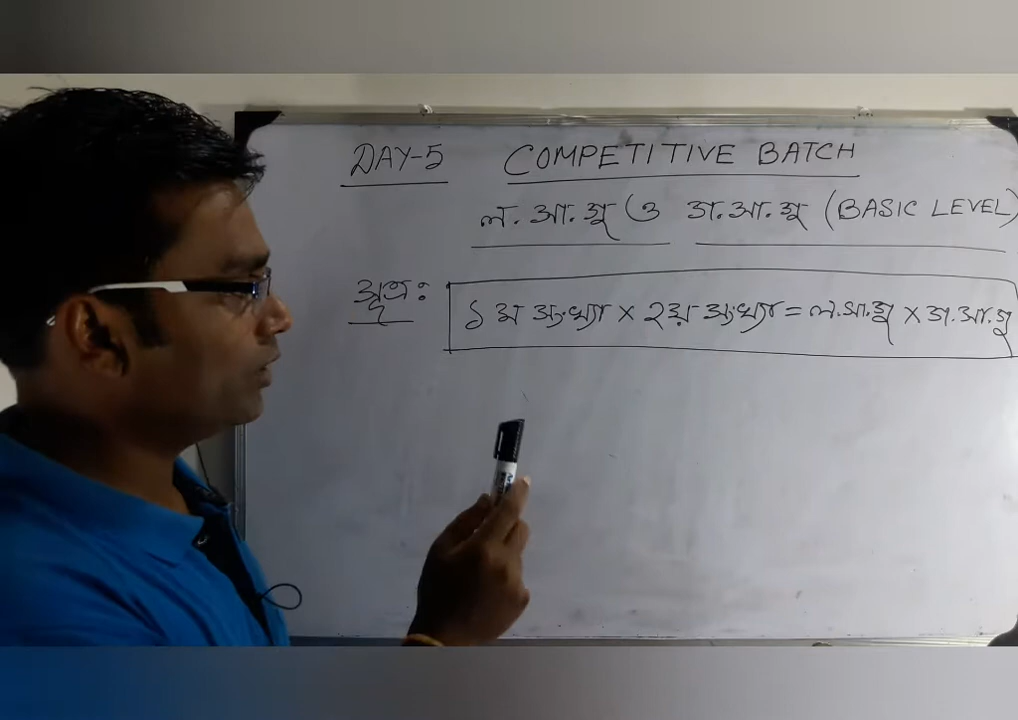 DAY-5 COMPETITIVE BATCH
ল.সা.গু ও গ.সা.গু (BASIC LEVEL)
সূত্র:
১ম সংখ্যা × ২য় সংখ্যা = ল.সা.গু × গ.সা.গু